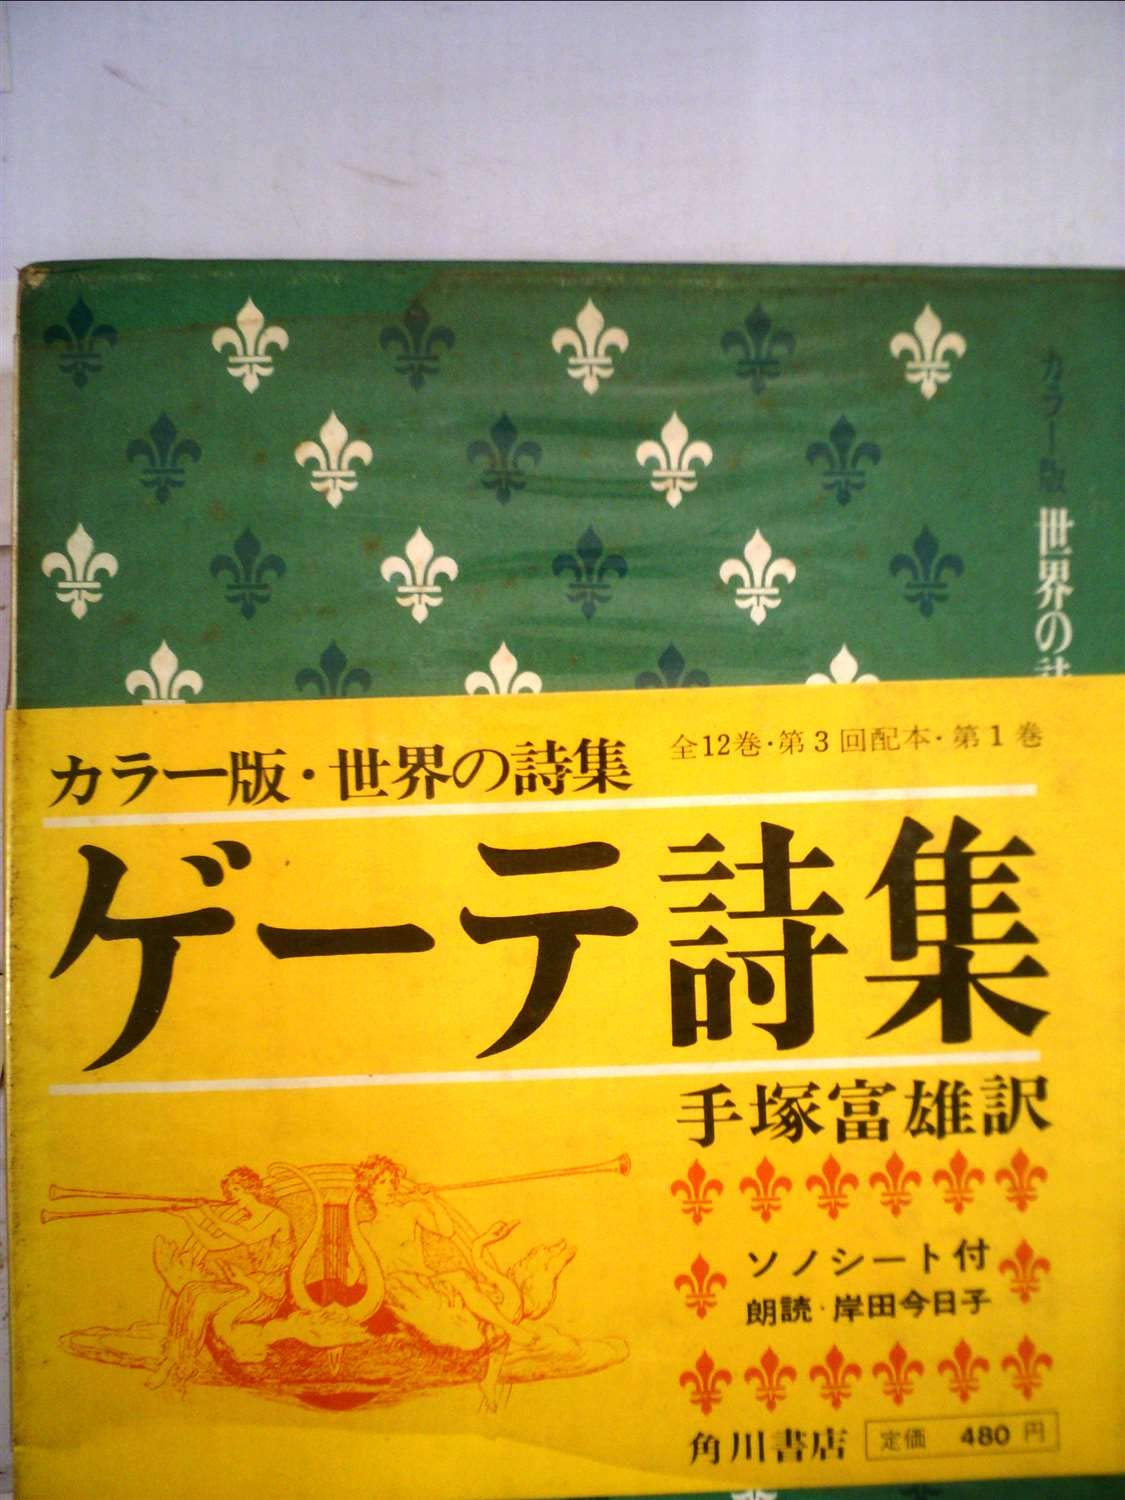 カラー版 世界の詩
カラー版・世界の詩集
全12巻・第3回配本・第1巻
ゲーテ詩集
手塚富雄訳
ソノシート付
朗読・岸田今日子
角川書店
定価 480円